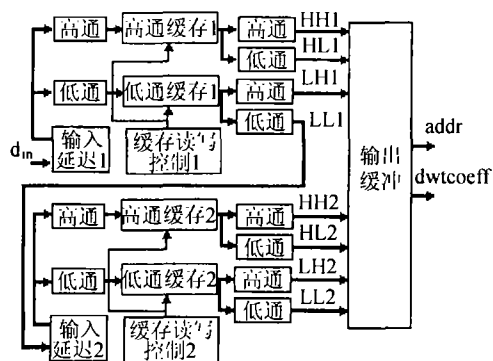 高通
高通缓存1
高通
HH1
低通
HL1
低通
低通缓存1
高通
LH1
低通
LL1
d_in
输入
延迟1
缓存读写
控制1
输出
缓冲
addr
dwtcoeff
高通
高通缓存2
高通
HH2
低通
HL2
低通
低通缓存2
高通
LH2
低通
LL2
输入
延迟2
缓存读写
控制2